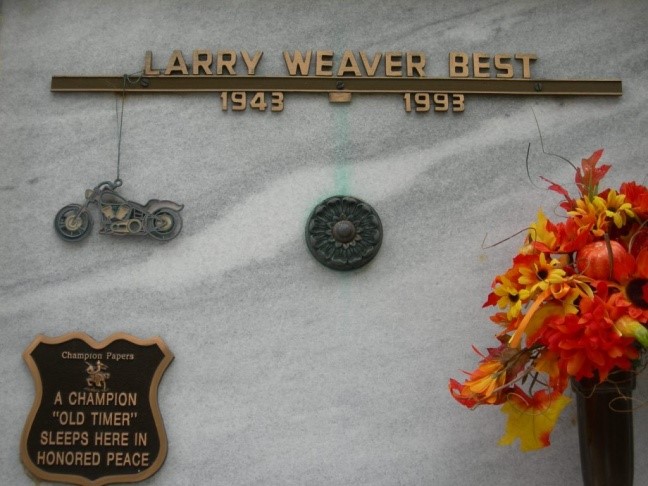 LARRY WEAVER BEST
1943 1993
Champion Papers
A CHAMPION
"OLD TIMER"
SLEEPS HERE IN
HONORED PEACE